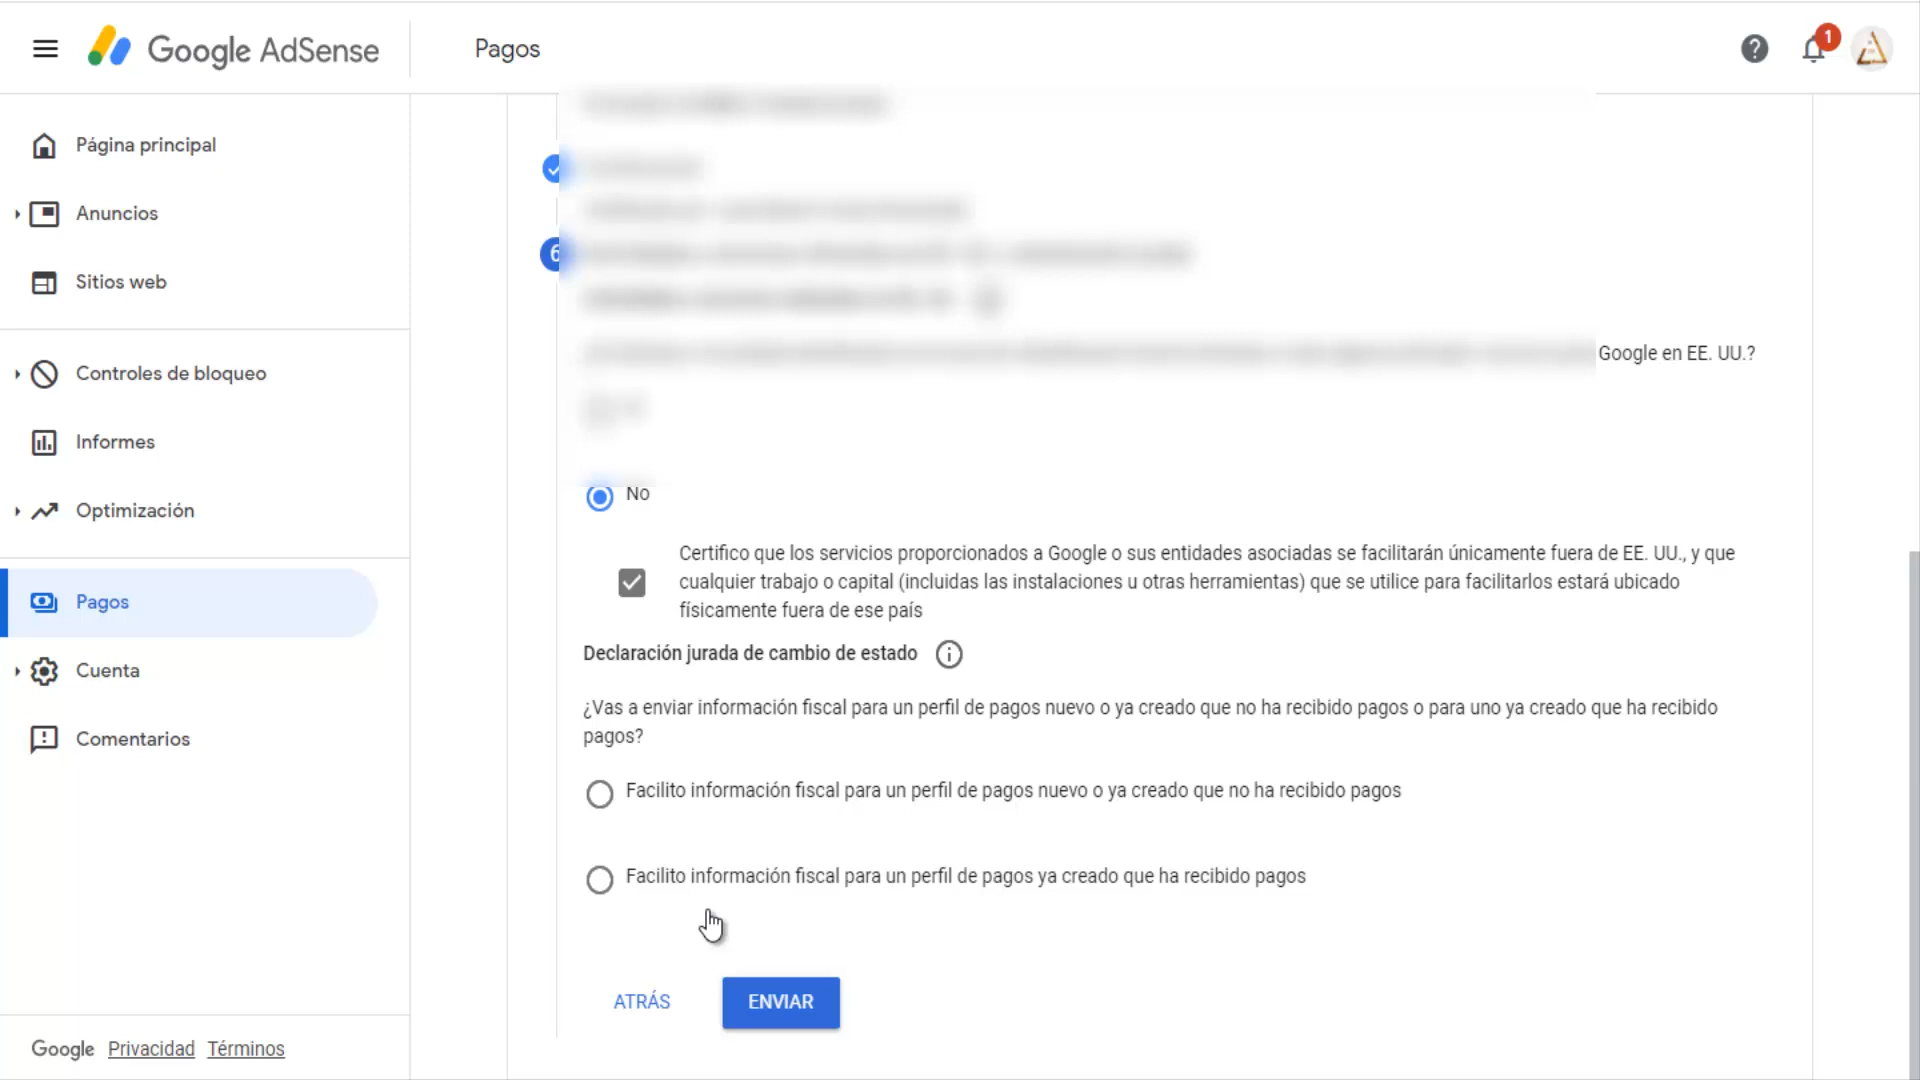 Google AdSense
Pagos
1
Página principal
Anuncios
Sitios web
Controles de bloqueo
Informes
Optimización
Pagos
Cuenta
Comentarios
Google Privacidad Términos
6
Google en EE. UU.?
No
Certifico que los servicios proporcionados a Google o sus entidades asociadas se facilitarán únicamente fuera de EE. UU., y que
cualquier trabajo o capital (incluidas las instalaciones u otras herramientas) que se utilice para facilitarlos estará ubicado
físicamente fuera de ese país
Declaración jurada de cambio de estado
¿Vas a enviar información fiscal para un perfil de pagos nuevo o ya creado que no ha recibido pagos o para uno ya creado que ha recibido
pagos?
Facilito información fiscal para un perfil de pagos nuevo o ya creado que no ha recibido pagos
Facilito información fiscal para un perfil de pagos ya creado que ha recibido pagos
ATRÁS
ENVIAR